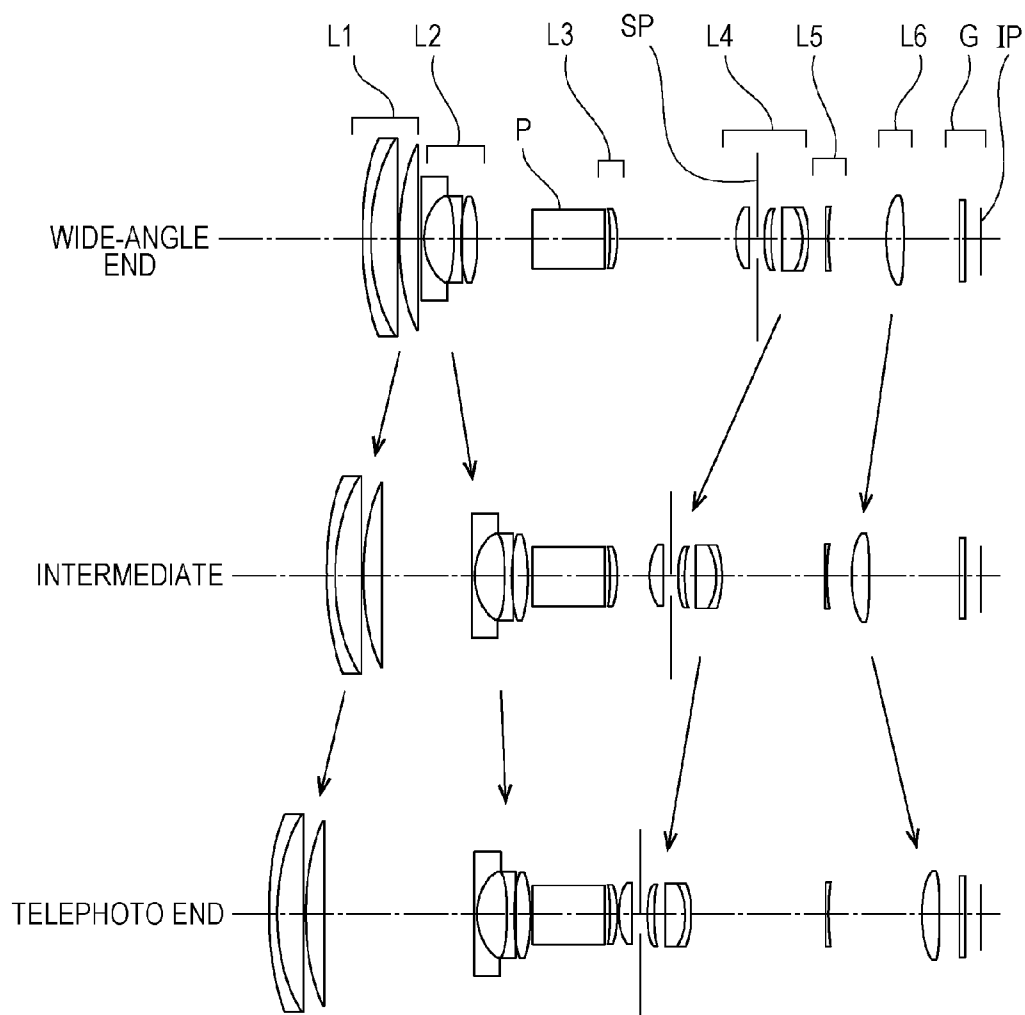 L1 L2 L3 SP L4 L5 L6 G IP
P
WIDE-ANGLE
END
INTERMEDIATE
TELEPHOTO END